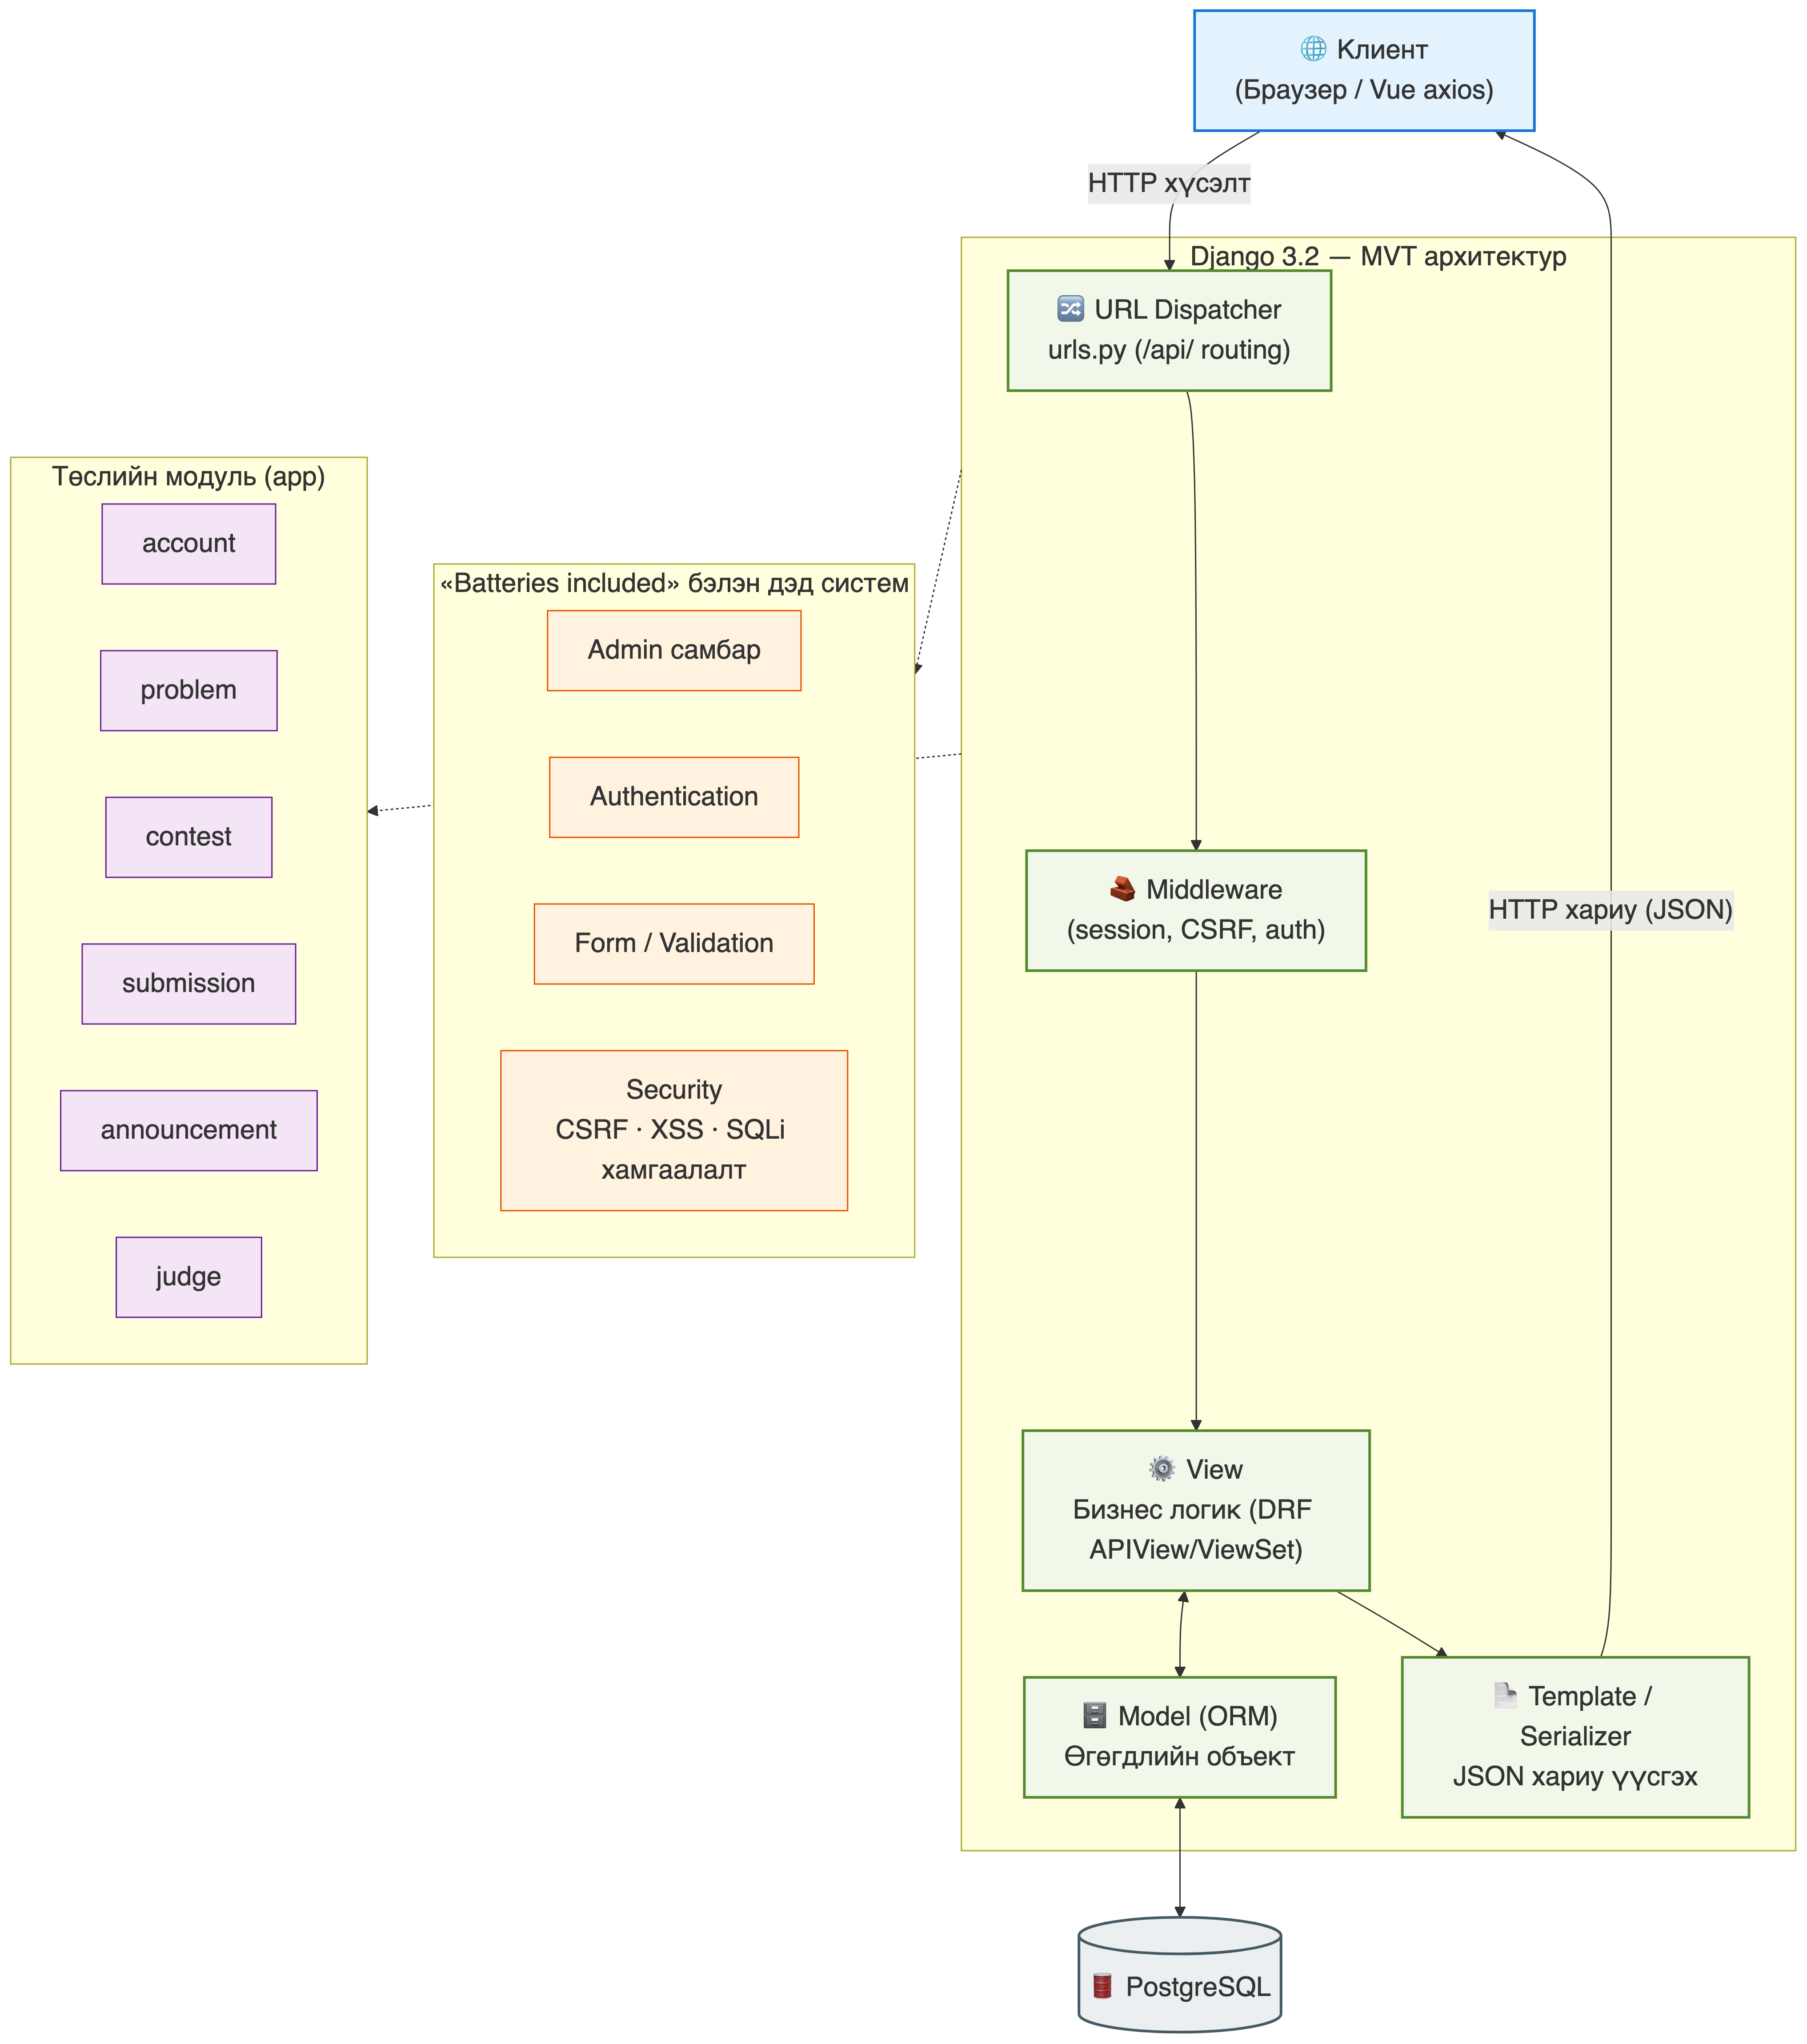 🌐 Клиент
(Браузер / Vue axios)
HTTP хүсэлт
Django 3.2 — MVT архитектур
🔀 URL Dispatcher
urls.py (/api/ routing)
Төслийн модуль (app)
account
problem
contest
submission
announcement
judge
«Batteries included» бэлэн дэд систем
Admin самбар
Authentication
Form / Validation
Security
CSRF · XSS · SQLi
хамгаалалт
🧱 Middleware
(session, CSRF, auth)
HTTP хариу (JSON)
⚙️ View
Бизнес логик (DRF
APIView/ViewSet)
🗄️ Model (ORM)
Өгөгдлийн объект
📄 Template /
Serializer
JSON хариу үүсгэх
🛢️ PostgreSQL